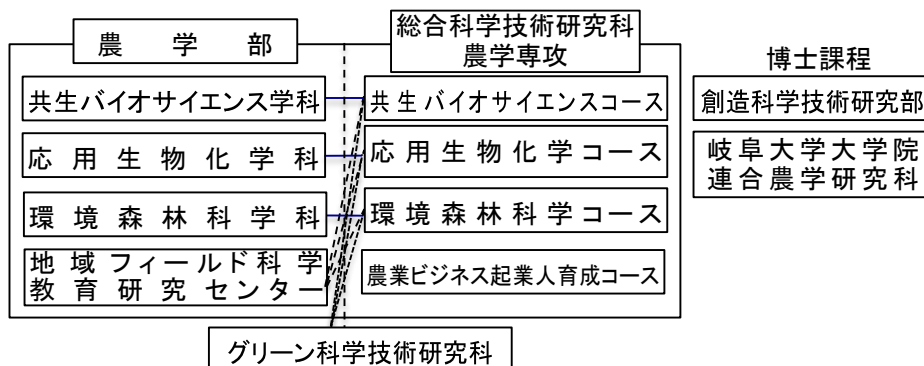 農学部
総合科学技術研究科
農学専攻
共生バイオサイエンス学科
応用生物化学科
環境森林科学科
地域フィールド科学
教育研究センター
共生バイオサイエンスコース
応用生物化学コース
環境森林科学コース
農業ビジネス起業人育成コース
グリーン科学技術研究科
博士課程
創造科学技術研究部
岐阜大学大学院
連合農学研究科